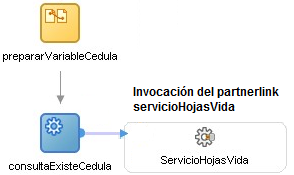 prepararVariableCedula
Invocación del partnerlink
servicioHojasVida
consultaExisteCedula
ServicioHojasVida